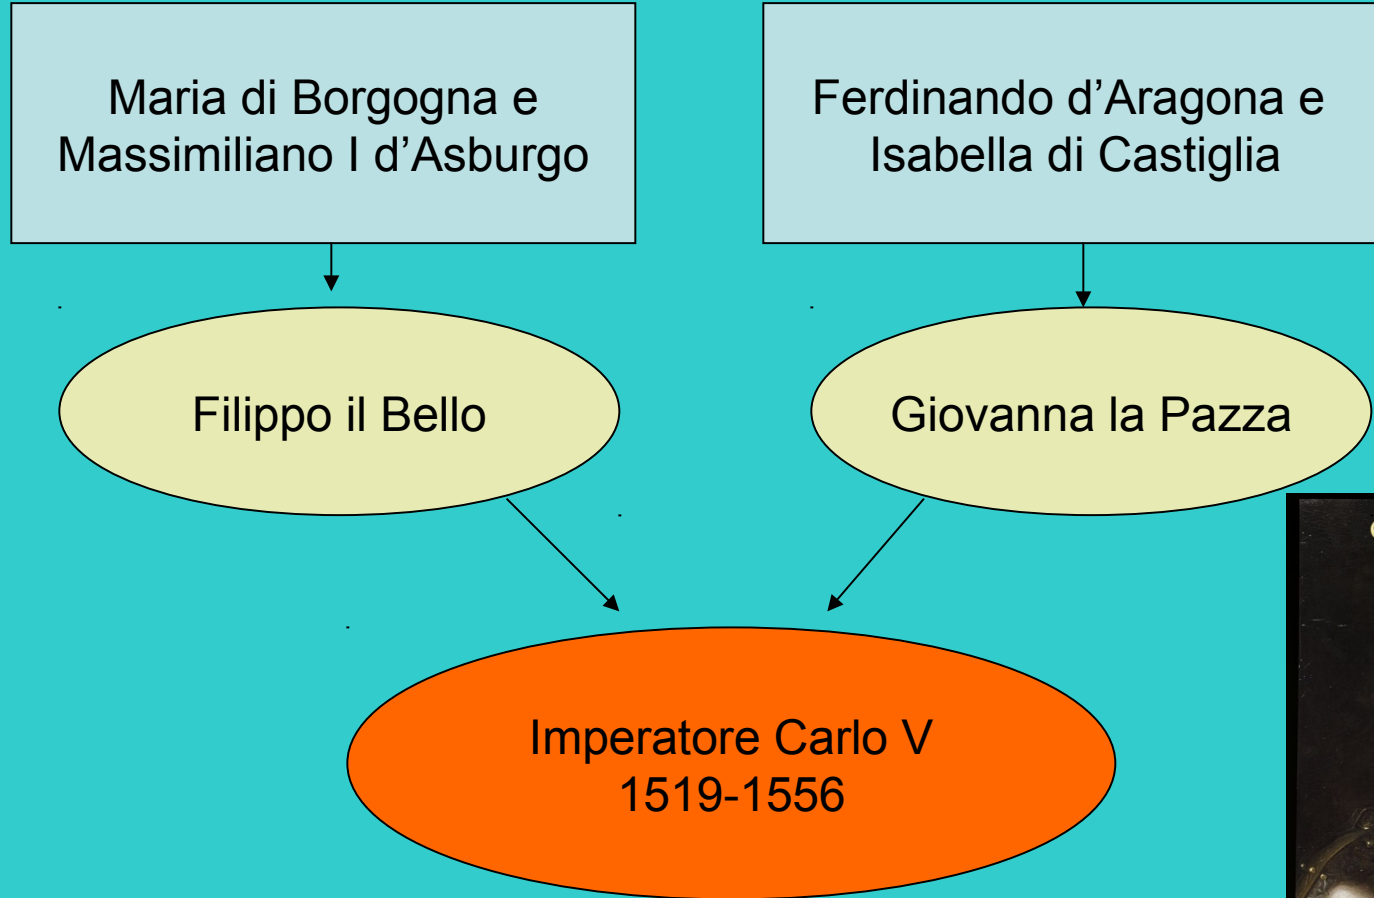 Maria di Borgogna e
Massimiliano I d’Asburgo
Ferdinando d’Aragona e
Isabella di Castiglia
Filippo il Bello
Giovanna la Pazza
Imperatore Carlo V
1519-1556